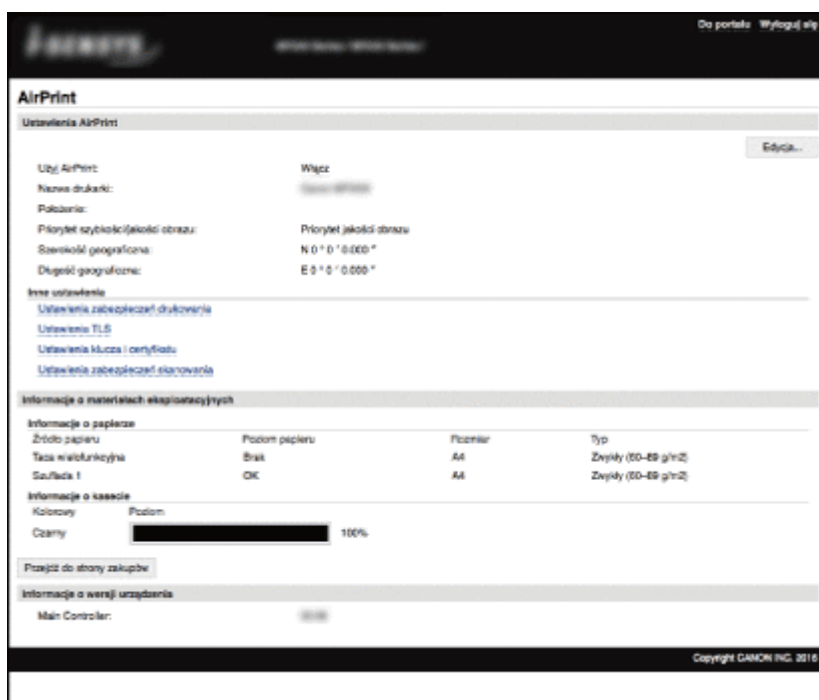 Do portalu Wyloguj się
AirPrint
Ustawienia AirPrint
Edycja...
Użyj AirPrint: Włącz
Nazwa drukarki:
Położenie:
Priorytet szybkości/jakości obrazu: Priorytet jakości obrazu
Szerokość geograficzna: N 0 ° 0 ' 0.000 "
Długość geograficzna: E 0 ° 0 ' 0.000 "
Inne ustawienia
Ustawienia zabezpieczeń drukowania
Ustawienia TLS
Ustawienia klucza i certyfikatu
Ustawienia zabezpieczeń skanowania
Informacje o materiałach eksploatacyjnych
Informacje o papierze
Źródło papieru Poziom papieru Rozmiar Typ
Taca wielofunkcyjna Brak A4 Zwykły (60–89 g/m2)
Szuflada 1 OK A4 Zwykły (60–89 g/m2)
Informacje o kasecie
Kolorowy Poziom
Czarny 100%
Przejdź do strony zakupów
Informacje o wersji urządzenia
Main Controller:
Copyright CANON INC. 2016